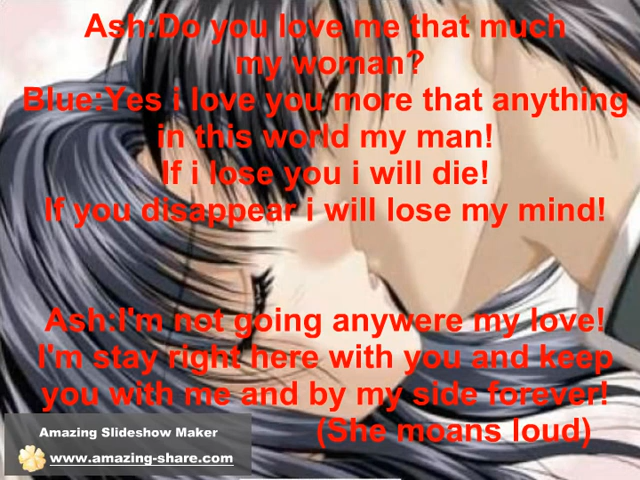 Ash:Do you love me that much
my woman?
Blue:Yes i love you more that anything
in this world my man!
If i lose you i will die!
If you disappear i will lose my mind!
Ash:I'm not going anywere my love!
I'm stay right here with you and keep
you with me and by my side forever!
(She moans loud)
Amazing Slideshow Maker
www.amazing-share.com